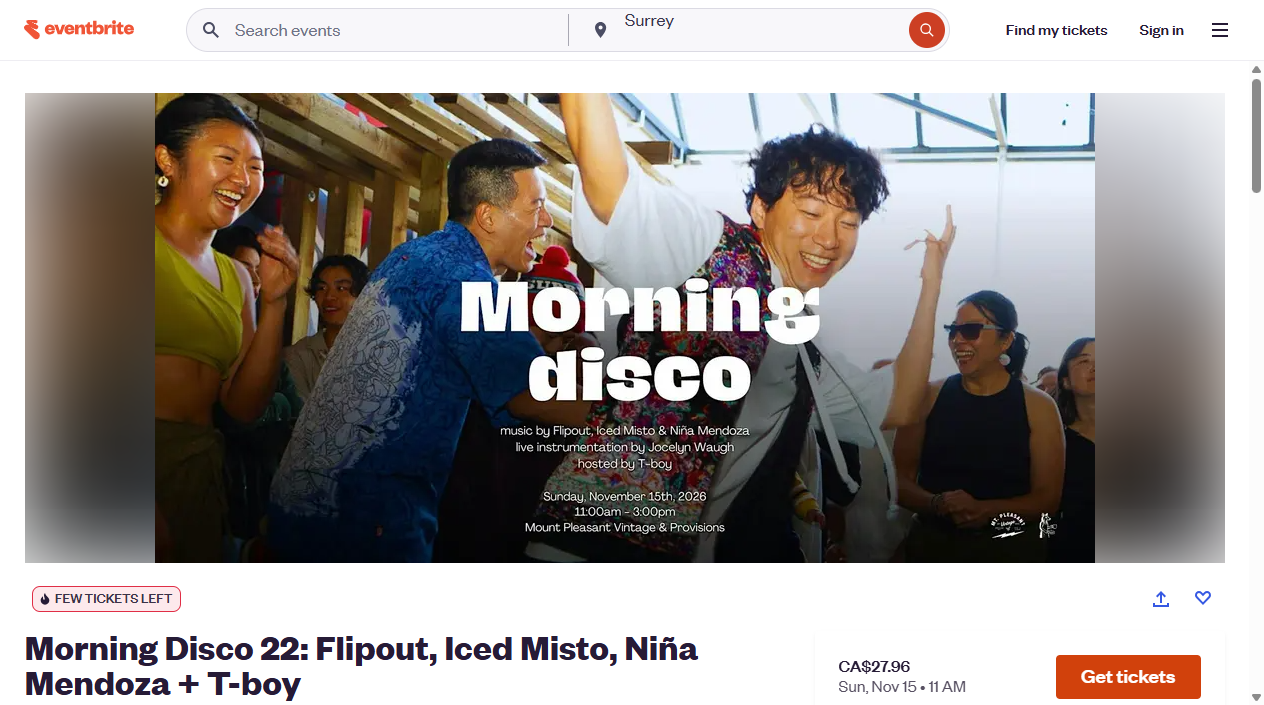 eventbrite
Search events
Surrey
Find my tickets
Sign in
Morning
disco
music by Flipout, Iced Misto & Niña Mendoza
live instrumentation by Jocelyn Waugh
hosted by T-boy
Sunday, November 15th, 2026
11:00am - 3:00pm
Mount Pleasant Vintage & Provisions
MT. PLEASANT
Vintage
FEW TICKETS LEFT
Morning Disco 22: Flipout, Iced Misto, Niña
Mendoza + T-boy
CA$27.96
Sun, Nov 15 • 11 AM
Get tickets